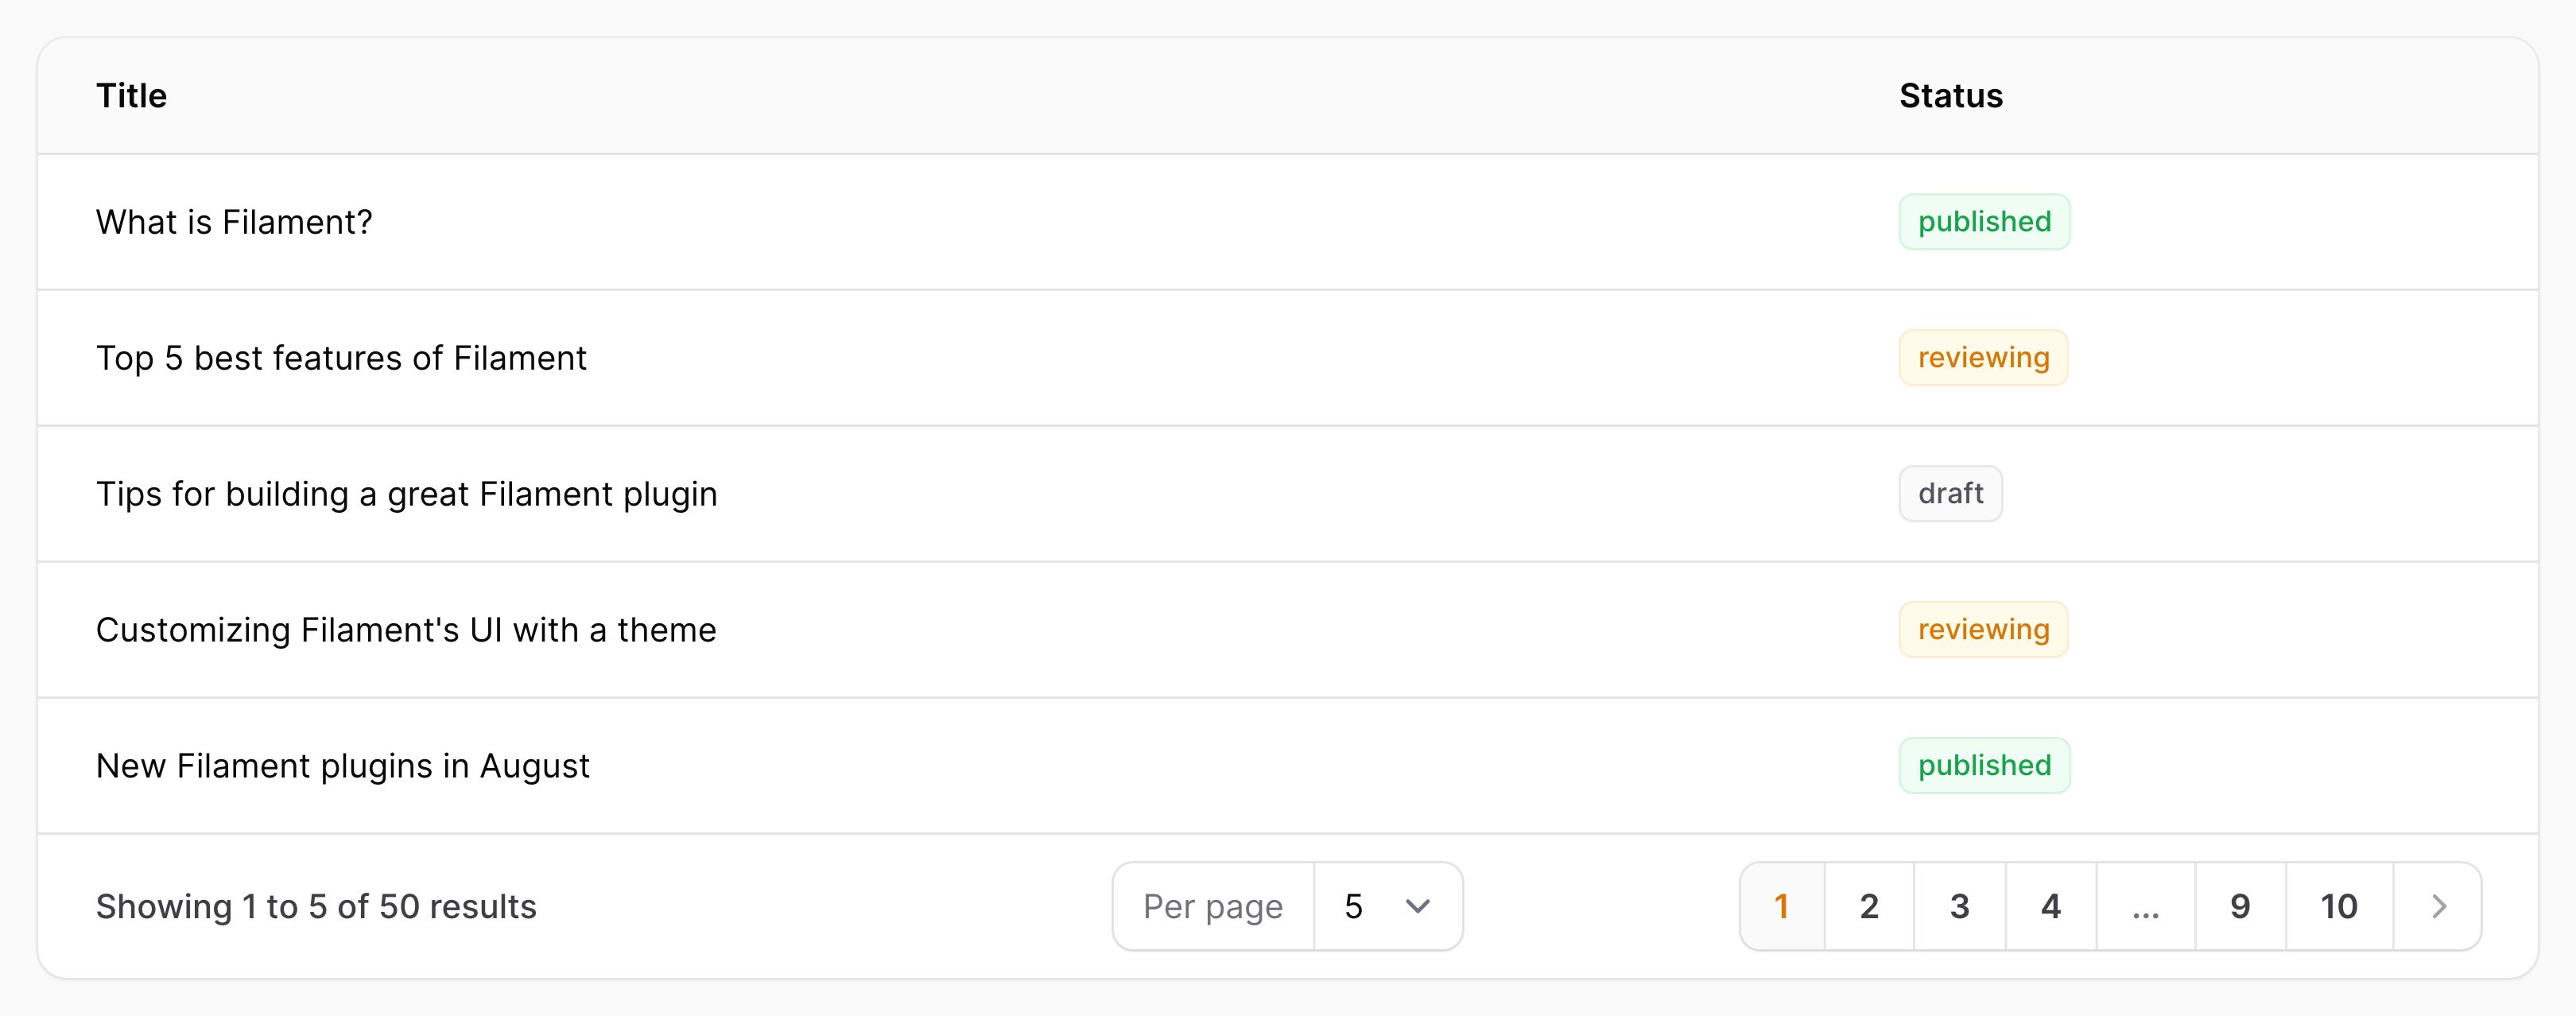 Title Status
What is Filament? published
Top 5 best features of Filament reviewing
Tips for building a great Filament plugin draft
Customizing Filament's UI with a theme reviewing
New Filament plugins in August published
Showing 1 to 5 of 50 results Per page 5 1 2 3 4 ... 9 10